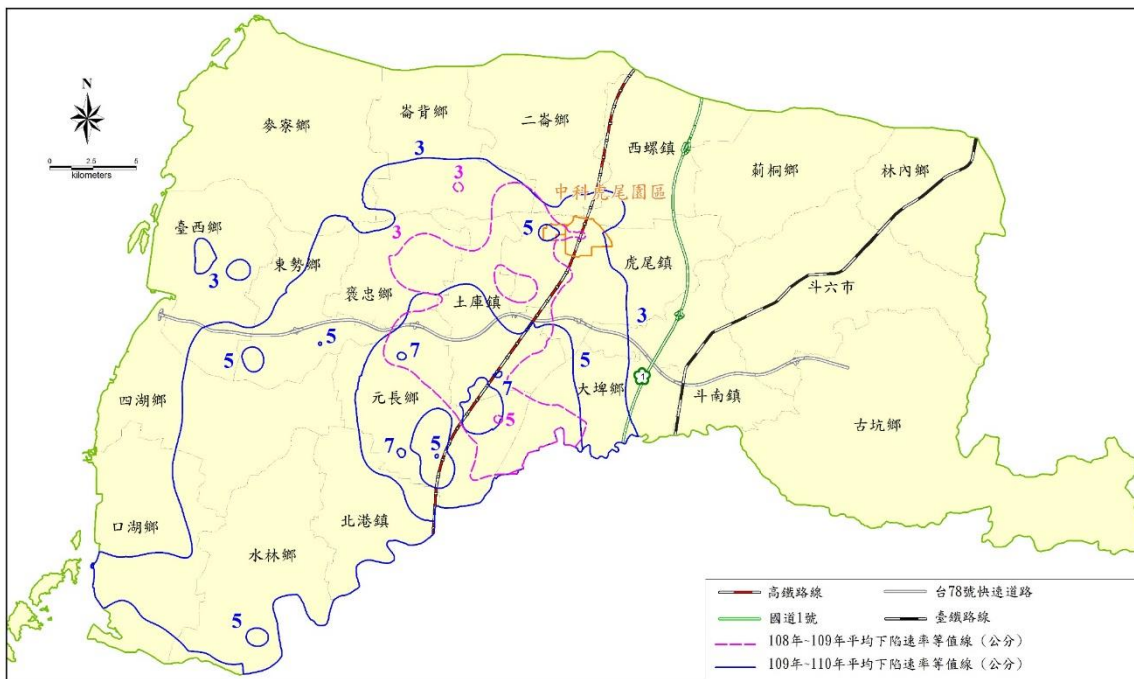 N
0
2.5
5
kilometers
麥寮鄉
崙背鄉
二崙鄉
西螺鎮
莿桐鄉
林內鄉
3
3
中科虎尾園區
臺西鄉
3
5
東勢鄉
虎尾鎮
3
褒忠鄉
土庫鎮
斗六市
3
5
5
7
5
7
大埤鄉
1
斗南鎮
四湖鄉
元長鄉
5
古坑鄉
7
5
口湖鄉
北港鎮
水林鄉
5
高鐵路線
台78號快速道路
國道1號
臺鐵路線
108年~109年平均下陷速率等值線（公分）
109年~110年平均下陷速率等值線（公分）